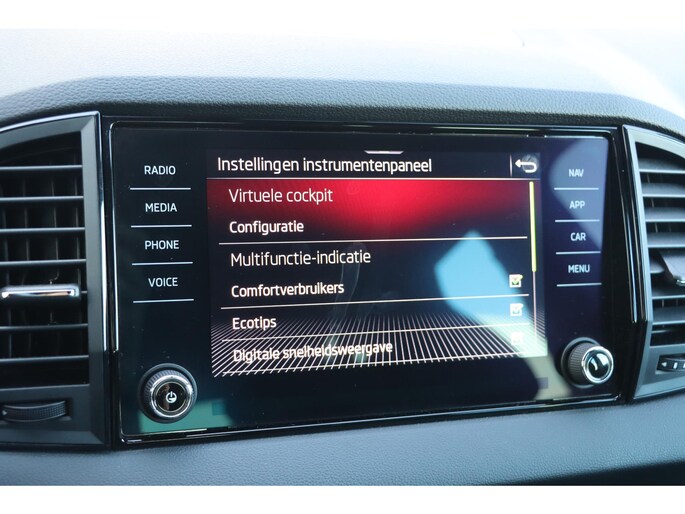 Instellingen instrumentenpaneel
Virtuele cockpit
Configuratie
Multifunctie-indicatie
Comfortverbruikers
Ecotips
Digitale snelheidsweergave
RADIO
MEDIA
PHONE
VOICE
NAV
APP
CAR
MENU